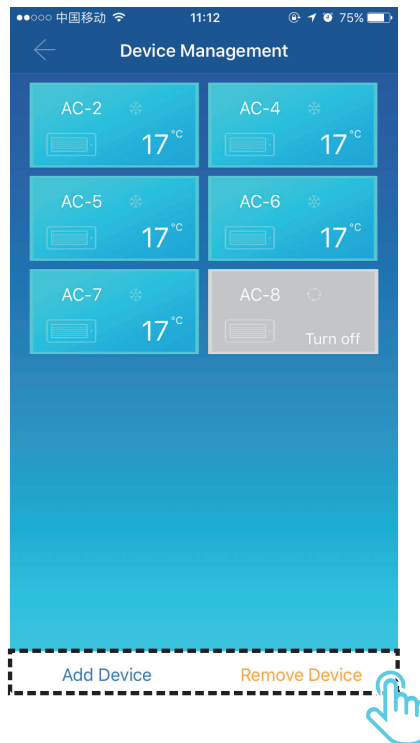 中国移动 11:12 75%
Device Management
AC-2 AC-4
17°C 17°C
AC-5 AC-6
17°C 17°C
AC-7 AC-8
17°C Turn off
Add Device Remove Device